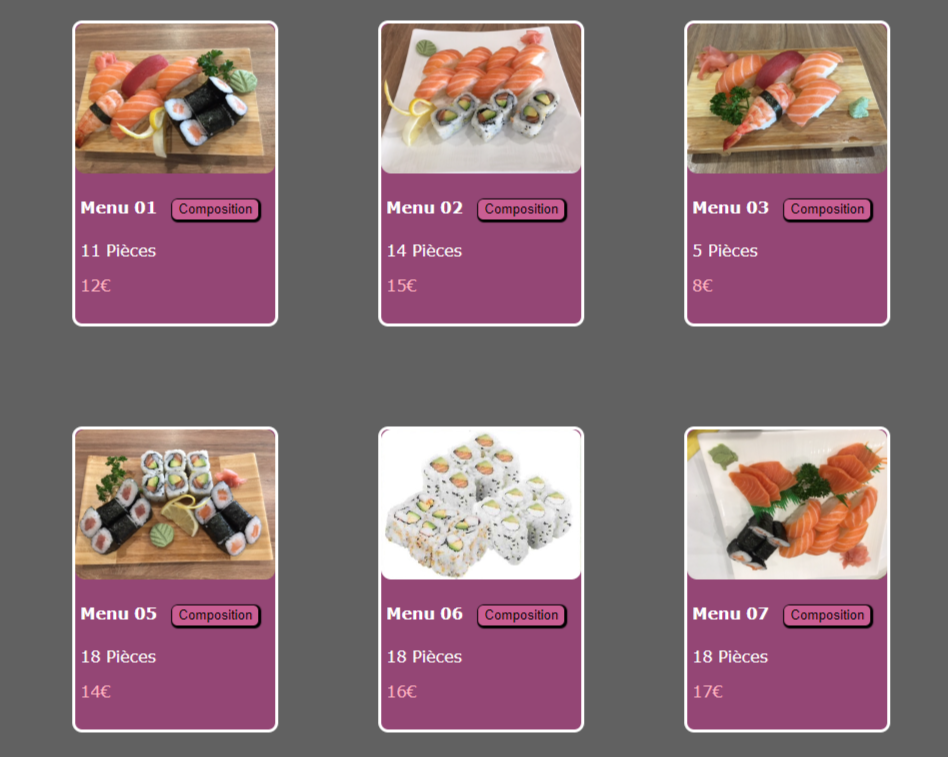 Menu 01 Composition
11 Pièces
12€
Menu 02 Composition
14 Pièces
15€
Menu 03 Composition
5 Pièces
8€
Menu 05 Composition
18 Pièces
14€
Menu 06 Composition
18 Pièces
16€
Menu 07 Composition
18 Pièces
17€